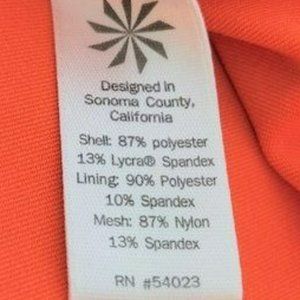 Designed in
Sonoma County,
California
Shell: 87% polyester
13% Lycra® Spandex
Lining: 90% Polyester
10% Spandex
Mesh: 87% Nylon
13% Spandex
RN #54023